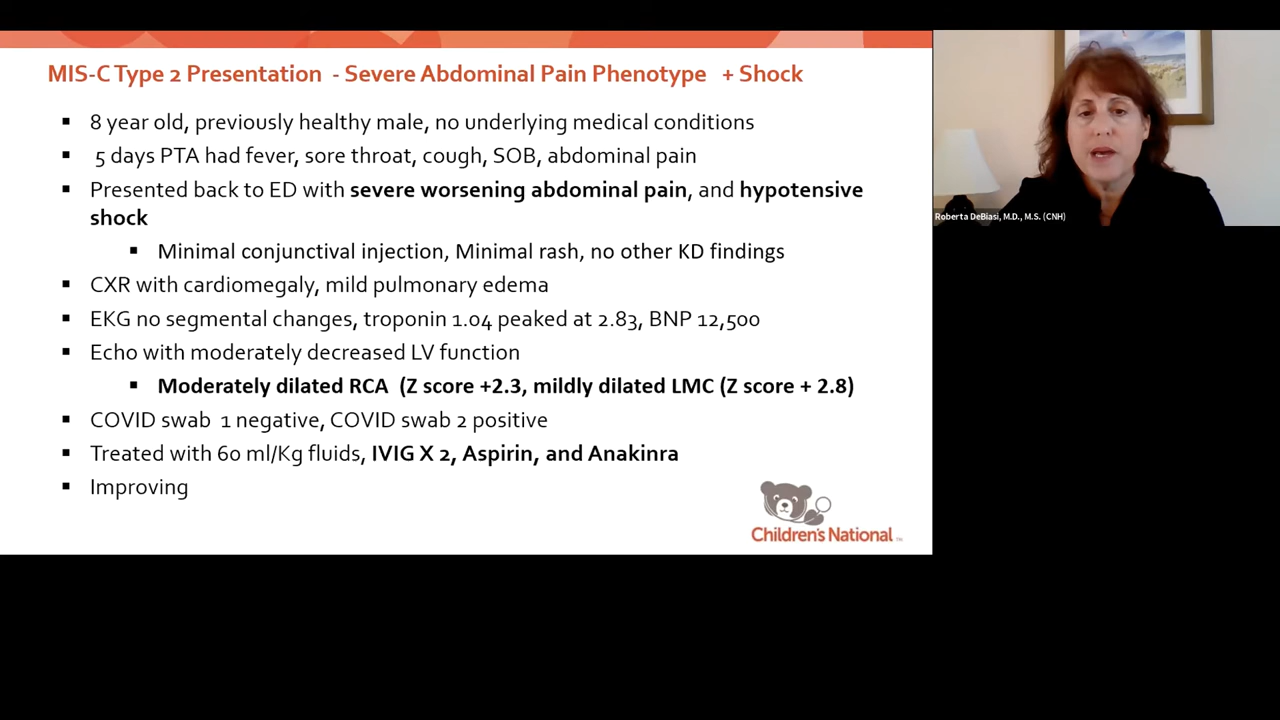 MIS-C Type 2 Presentation - Severe Abdominal Pain Phenotype + Shock
▪ 8 year old, previously healthy male, no underlying medical conditions
▪ 5 days PTA had fever, sore throat, cough, SOB, abdominal pain
▪ Presented back to ED with severe worsening abdominal pain, and hypotensive
shock
▪ Minimal conjunctival injection, Minimal rash, no other KD findings
▪ CXR with cardiomegaly, mild pulmonary edema
▪ EKG no segmental changes, troponin 1.04 peaked at 2.83, BNP 12,500
▪ Echo with moderately decreased LV function
▪ Moderately dilated RCA (Z score +2.3, mildly dilated LMC (Z score + 2.8)
▪ COVID swab 1 negative, COVID swab 2 positive
▪ Treated with 60 ml/Kg fluids, IVIG X 2, Aspirin, and Anakinra
▪ Improving
Children's National ™
Roberta DeBiasi, M.D., M.S. (CNH)